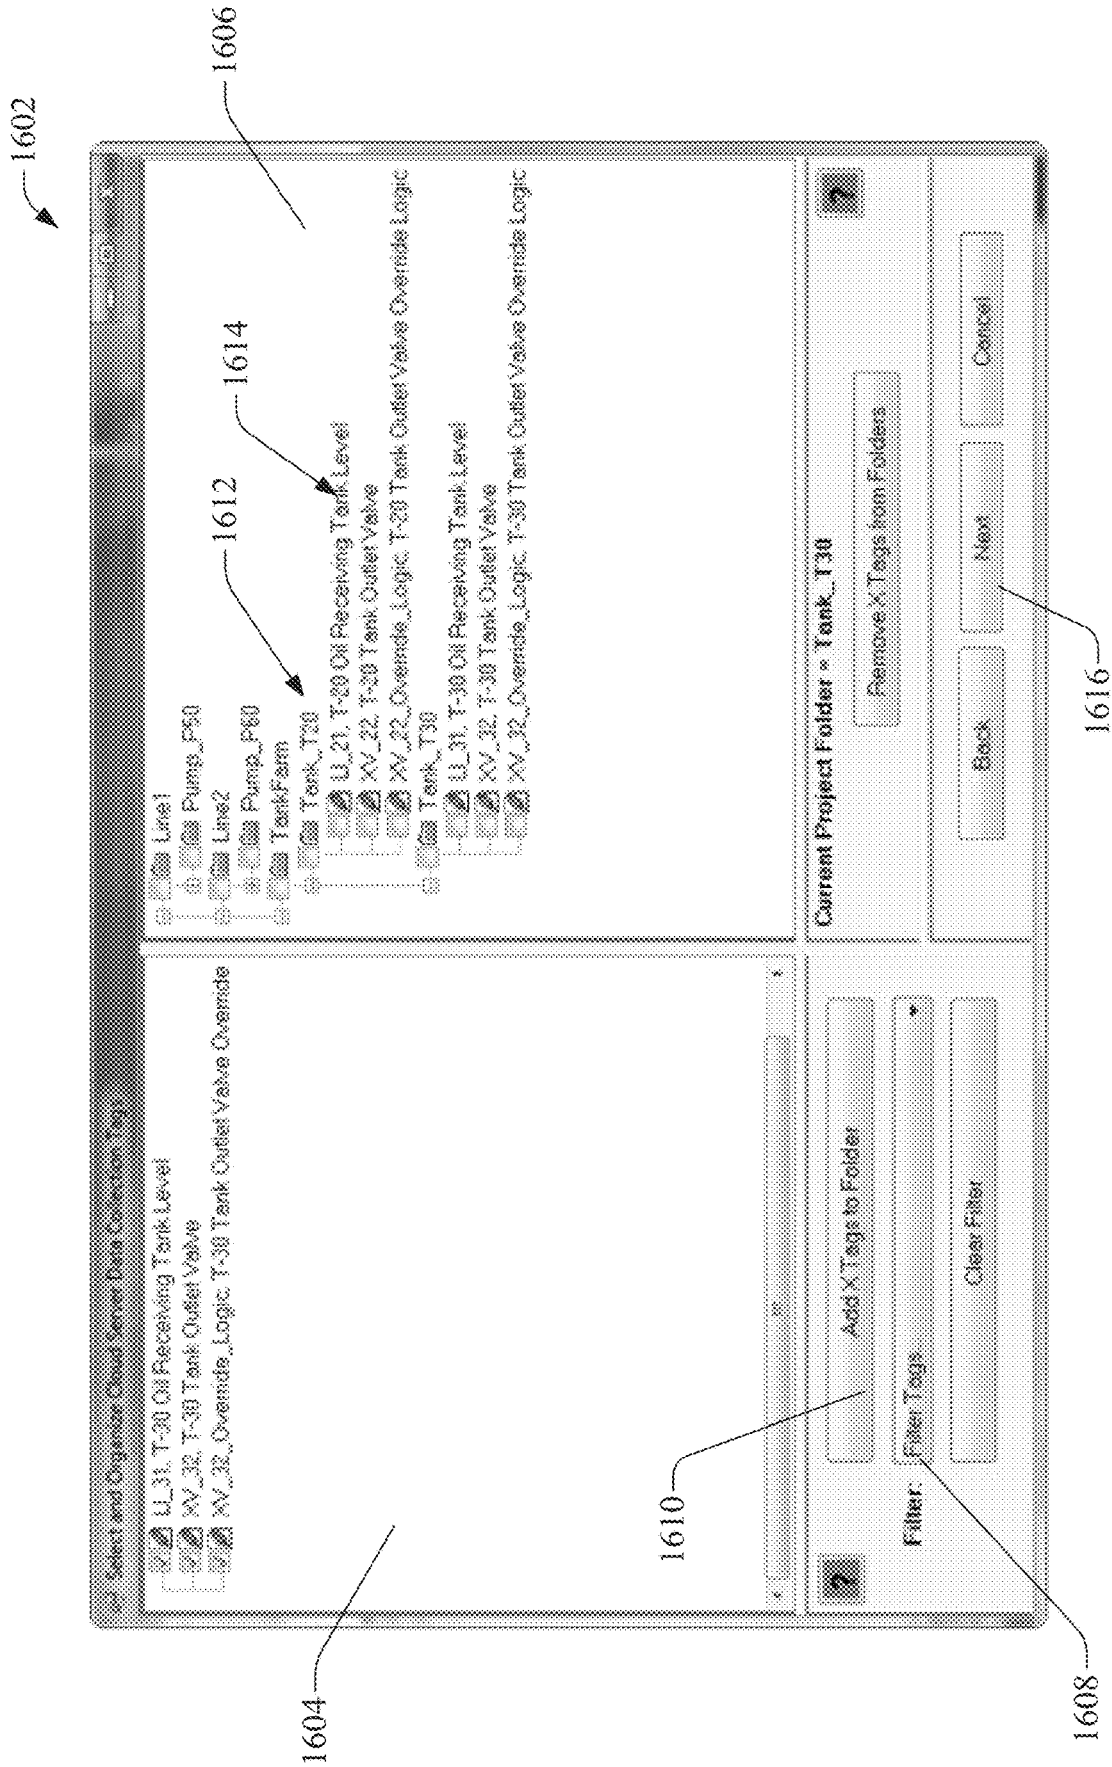 1602
Select and Organize Cloud Server Data Collection Tags
LI_31, T-30 Oil Receiving Tank Level
XV_32, T-30 Tank Outlet Valve
XV_32_Override_Logic, T-30 Tank Outlet Valve Override
1604
Line1
Pump_P50
Line2
Pump_P60
TankFarm
Tank_T20
LI_21, T-20 Oil Receiving Tank Level
XV_22, T-20 Tank Outlet Valve
XV_22_Override_Logic, T-20 Tank Outlet Valve Override Logic
Tank_T30
LI_31, T-30 Oil Receiving Tank Level
XV_32, T-30 Tank Outlet Valve
XV_32_Override_Logic, T-30 Tank Outlet Valve Override Logic
1606
1612
1614
1610
?
Add X Tags to Folder
Filter:
Filter Tags
Clear Filter
1608
Current Project Folder = Tank_T30
?
Remove X Tags from Folders
Back
Next
Cancel
1616